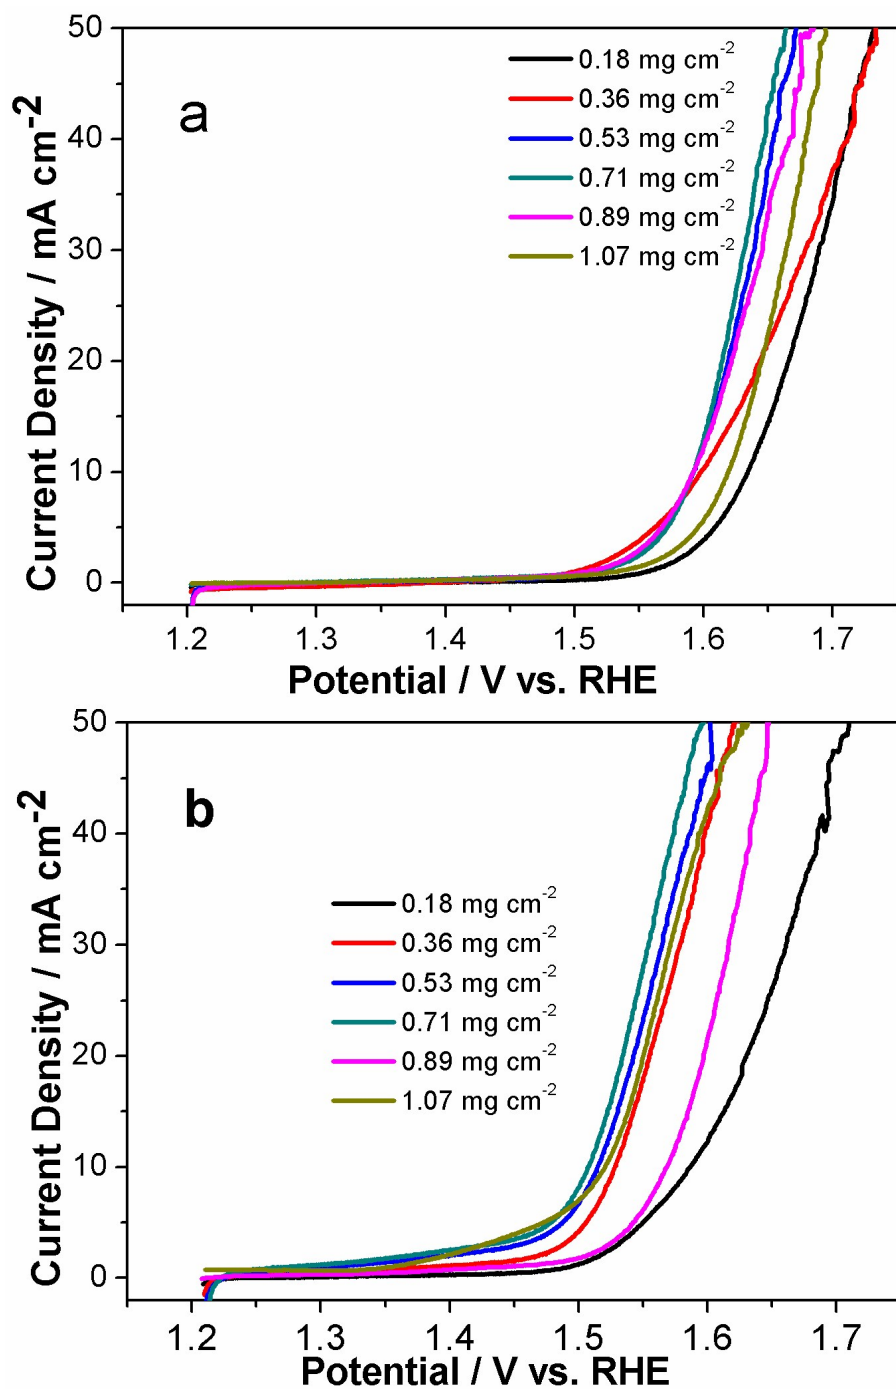 50
a
0.18 mg cm⁻²
0.36 mg cm⁻²
40
0.53 mg cm⁻²
0.71 mg cm⁻²
0.89 mg cm⁻²
30
1.07 mg cm⁻²
20
10
0
Current Density / mA cm⁻²
1.2 1.3 1.4 1.5 1.6 1.7
Potential / V vs. RHE
50
b
40
0.18 mg cm⁻²
0.36 mg cm⁻²
30
0.53 mg cm⁻²
0.71 mg cm⁻²
20
0.89 mg cm⁻²
1.07 mg cm⁻²
10
0
Current Density / mA cm⁻²
1.2 1.3 1.4 1.5 1.6 1.7
Potential / V vs. RHE